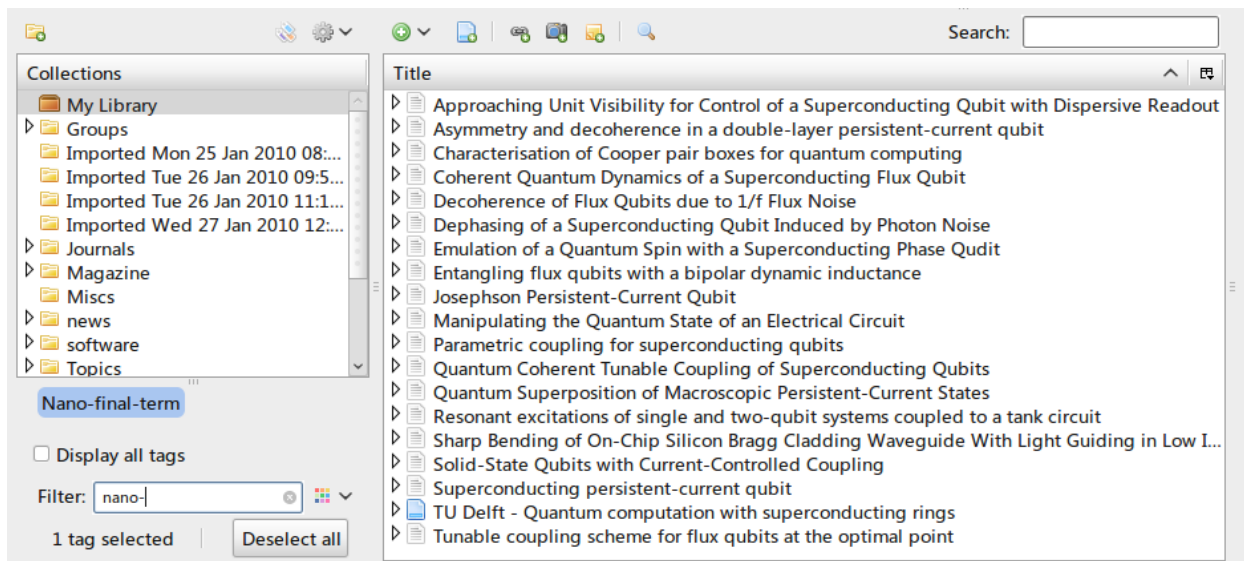 Search:
Collections
My Library
Groups
Imported Mon 25 Jan 2010 08:...
Imported Tue 26 Jan 2010 09:5...
Imported Tue 26 Jan 2010 11:1...
Imported Wed 27 Jan 2010 12:...
Journals
Magazine
Miscs
news
software
Topics
Nano-final-term
Display all tags
Filter: nano-
1 tag selected
Deselect all
Title
Approaching Unit Visibility for Control of a Superconducting Qubit with Dispersive Readout
Asymmetry and decoherence in a double-layer persistent-current qubit
Characterisation of Cooper pair boxes for quantum computing
Coherent Quantum Dynamics of a Superconducting Flux Qubit
Decoherence of Flux Qubits due to 1/f Flux Noise
Dephasing of a Superconducting Qubit Induced by Photon Noise
Emulation of a Quantum Spin with a Superconducting Phase Qudit
Entangling flux qubits with a bipolar dynamic inductance
Josephson Persistent-Current Qubit
Manipulating the Quantum State of an Electrical Circuit
Parametric coupling for superconducting qubits
Quantum Coherent Tunable Coupling of Superconducting Qubits
Quantum Superposition of Macroscopic Persistent-Current States
Resonant excitations of single and two-qubit systems coupled to a tank circuit
Sharp Bending of On-Chip Silicon Bragg Cladding Waveguide With Light Guiding in Low I...
Solid-State Qubits with Current-Controlled Coupling
Superconducting persistent-current qubit
TU Delft - Quantum computation with superconducting rings
Tunable coupling scheme for flux qubits at the optimal point